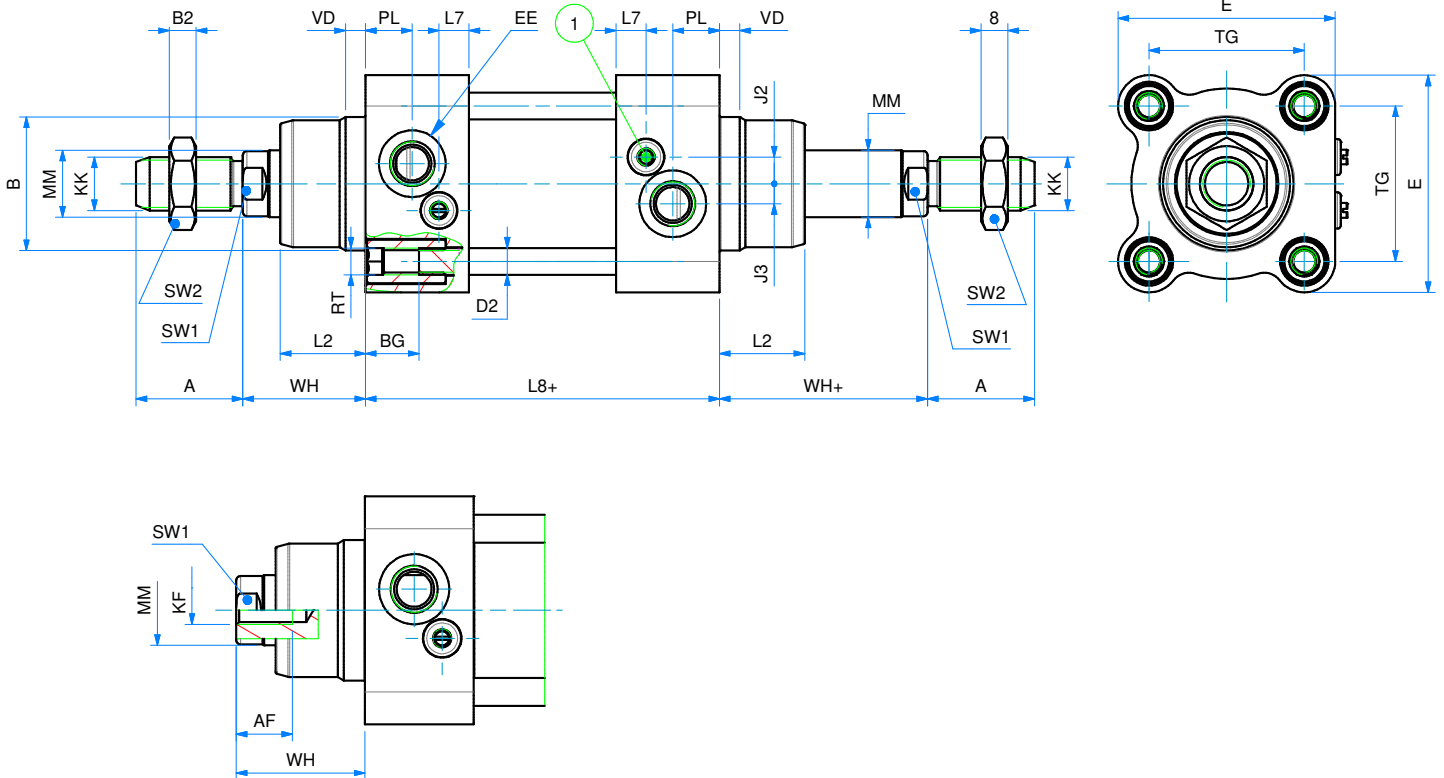 B2 VD PL L7 EE 1 L7 PL VD 8 E
TG
J2
MM
B MM KK KK TG E
SW2 RT D2 J3 SW2
SW1 L2 BG L2 SW1
A WH L8+ WH+ A
SW1
MM KF
AF
WH